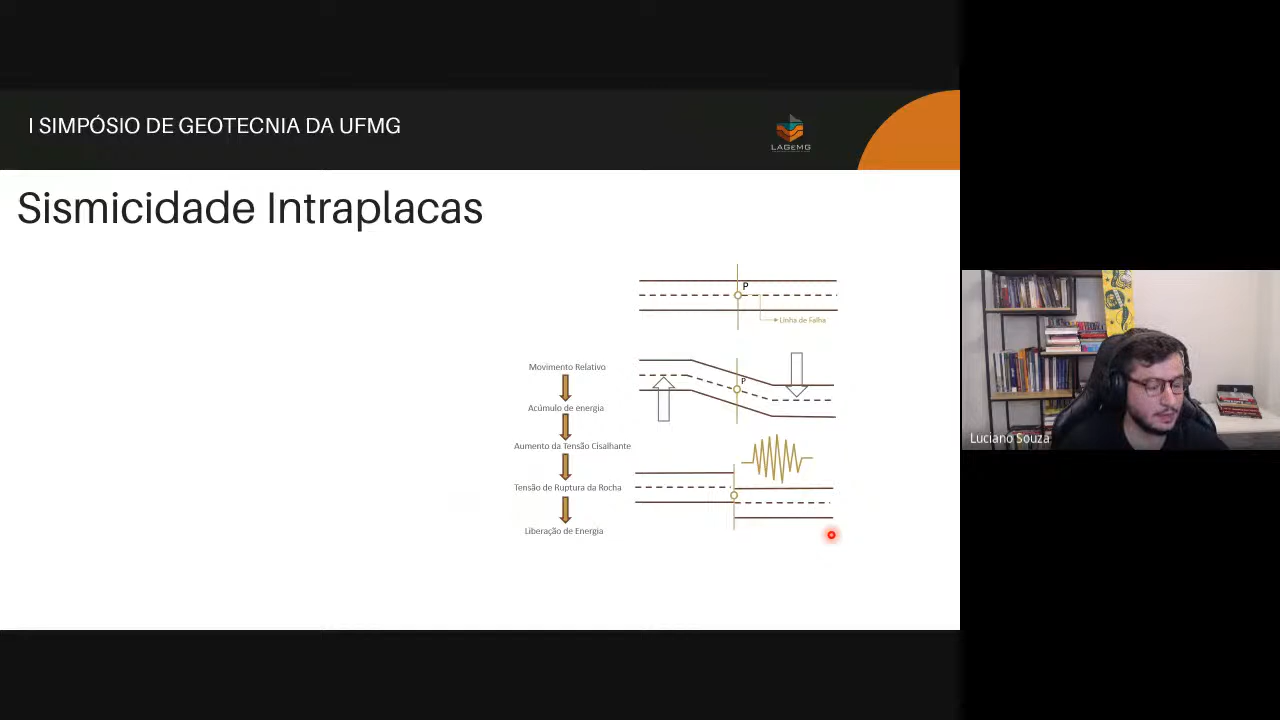 I SIMPÓSIO DE GEOTECNIA DA UFMG
LAGEMG
Sismicidade Intraplacas
P
Linha de Falha
Movimento Relativo
P
Acúmulo de energia
Aumento da Tensão Cisalhante
Tensão de Ruptura da Rocha
Liberação de Energia
Luciano Souza